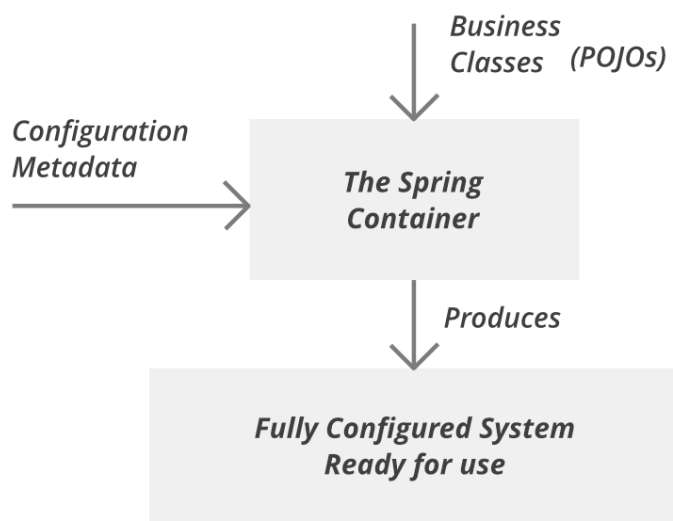 Business
Classes (POJOs)
Configuration
Metadata
The Spring
Container
Produces
Fully Configured System
Ready for use